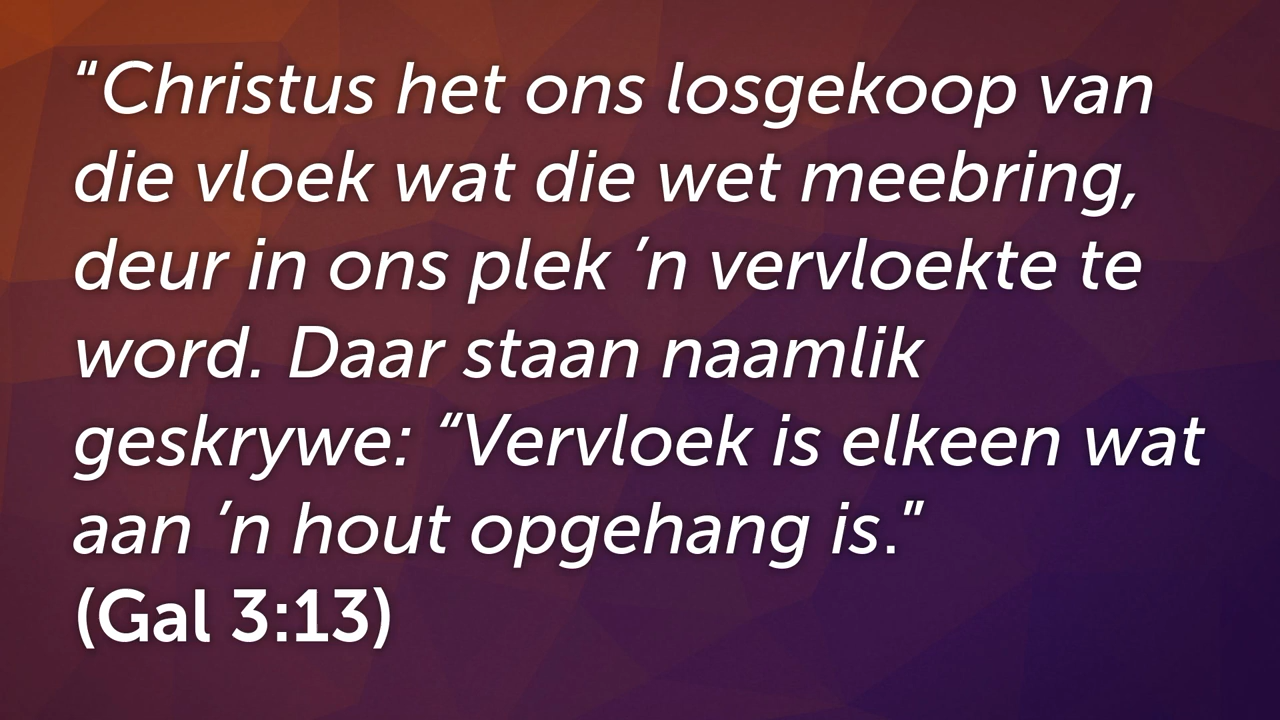 “Christus het ons losgekoop van
die vloek wat die wet meebring,
deur in ons plek ’n vervloekte te
word. Daar staan naamlik
geskrywe: “Vervloek is elkeen wat
aan ’n hout opgehang is.”
(Gal 3:13)